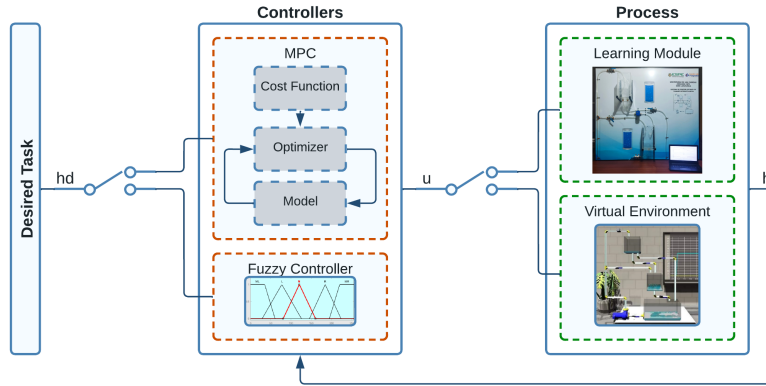 Controllers
Process
MPC
Learning Module
Cost Function
Optimizer
Desired Task
hd
u
h
Model
Virtual Environment
Fuzzy Controller